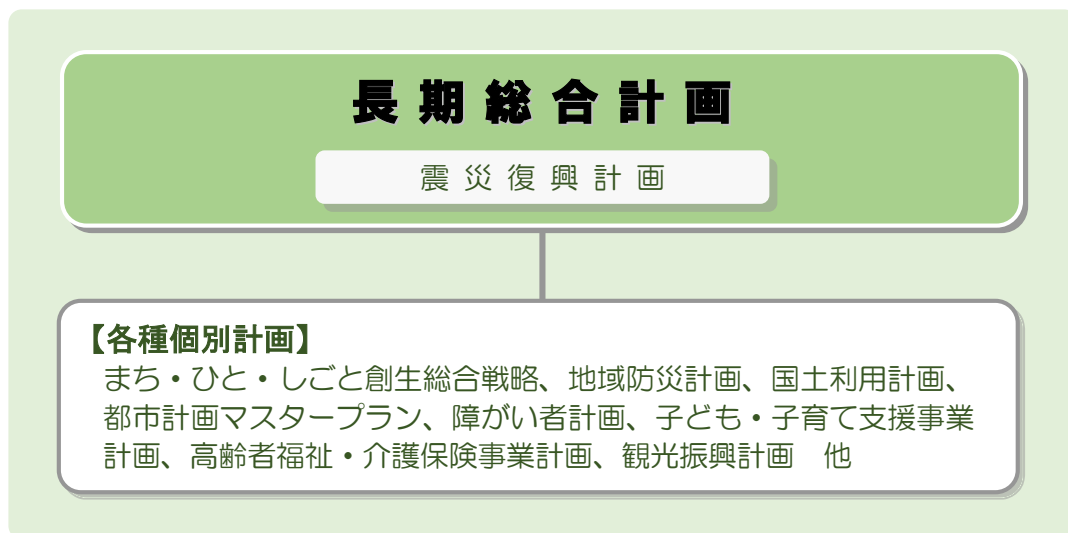 長期総合計画
震災復興計画
【各種個別計画】
まち・ひと・しごと創生総合戦略、地域防災計画、国土利用計画、
都市計画マスタープラン、障がい者計画、子ども・子育て支援事業
計画、高齢者福祉・介護保険事業計画、観光振興計画　他